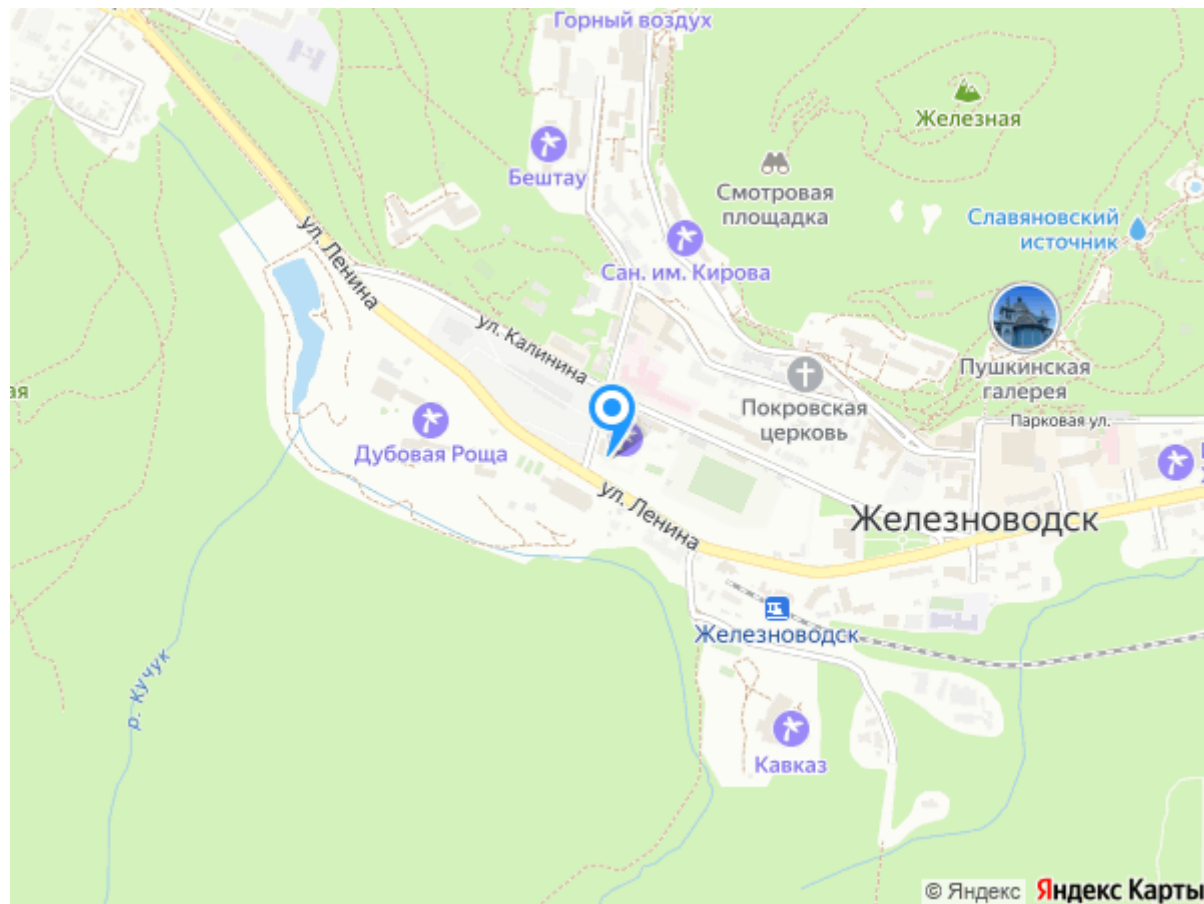 Горный воздух
Железная
Бештау
Смотровая
площадка
Славяновский
источник
ул. Ленина
Сан. им. Кирова
ул. Калинина
Пушкинская
галерея
ая
Покровская
церковь
Парковая ул.
Дубовая Роща
ул. Ленина
Железноводск
Железноводск
р. Кучук
Кавказ
© Яндекс Яндекс Карты